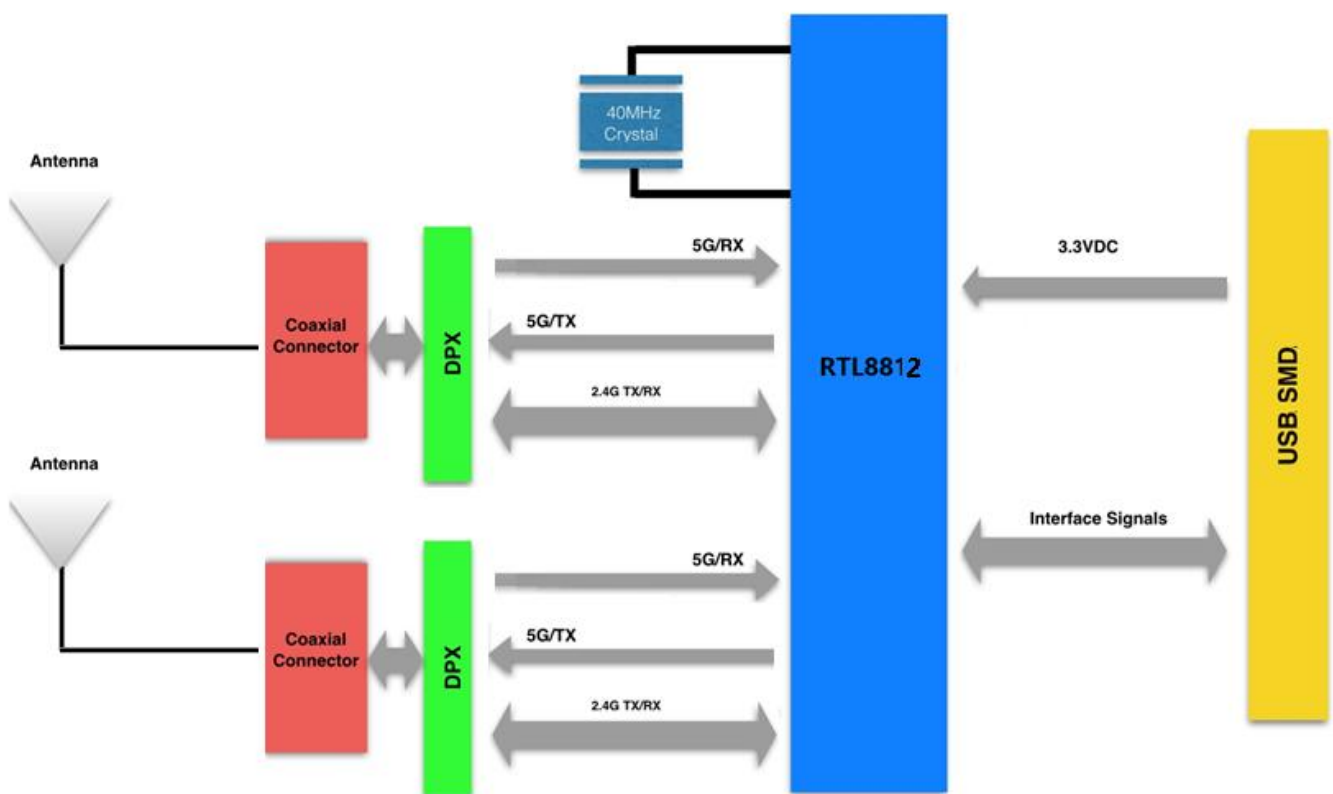 40MHz
Crystal
Antenna
5G/RX
3.3VDC
Coaxial
Connector
DPX
5G/TX
RTL8812
2.4G TX/RX
USB SMD
Antenna
Interface Signals
5G/RX
Coaxial
Connector
DPX
5G/TX
2.4G TX/RX